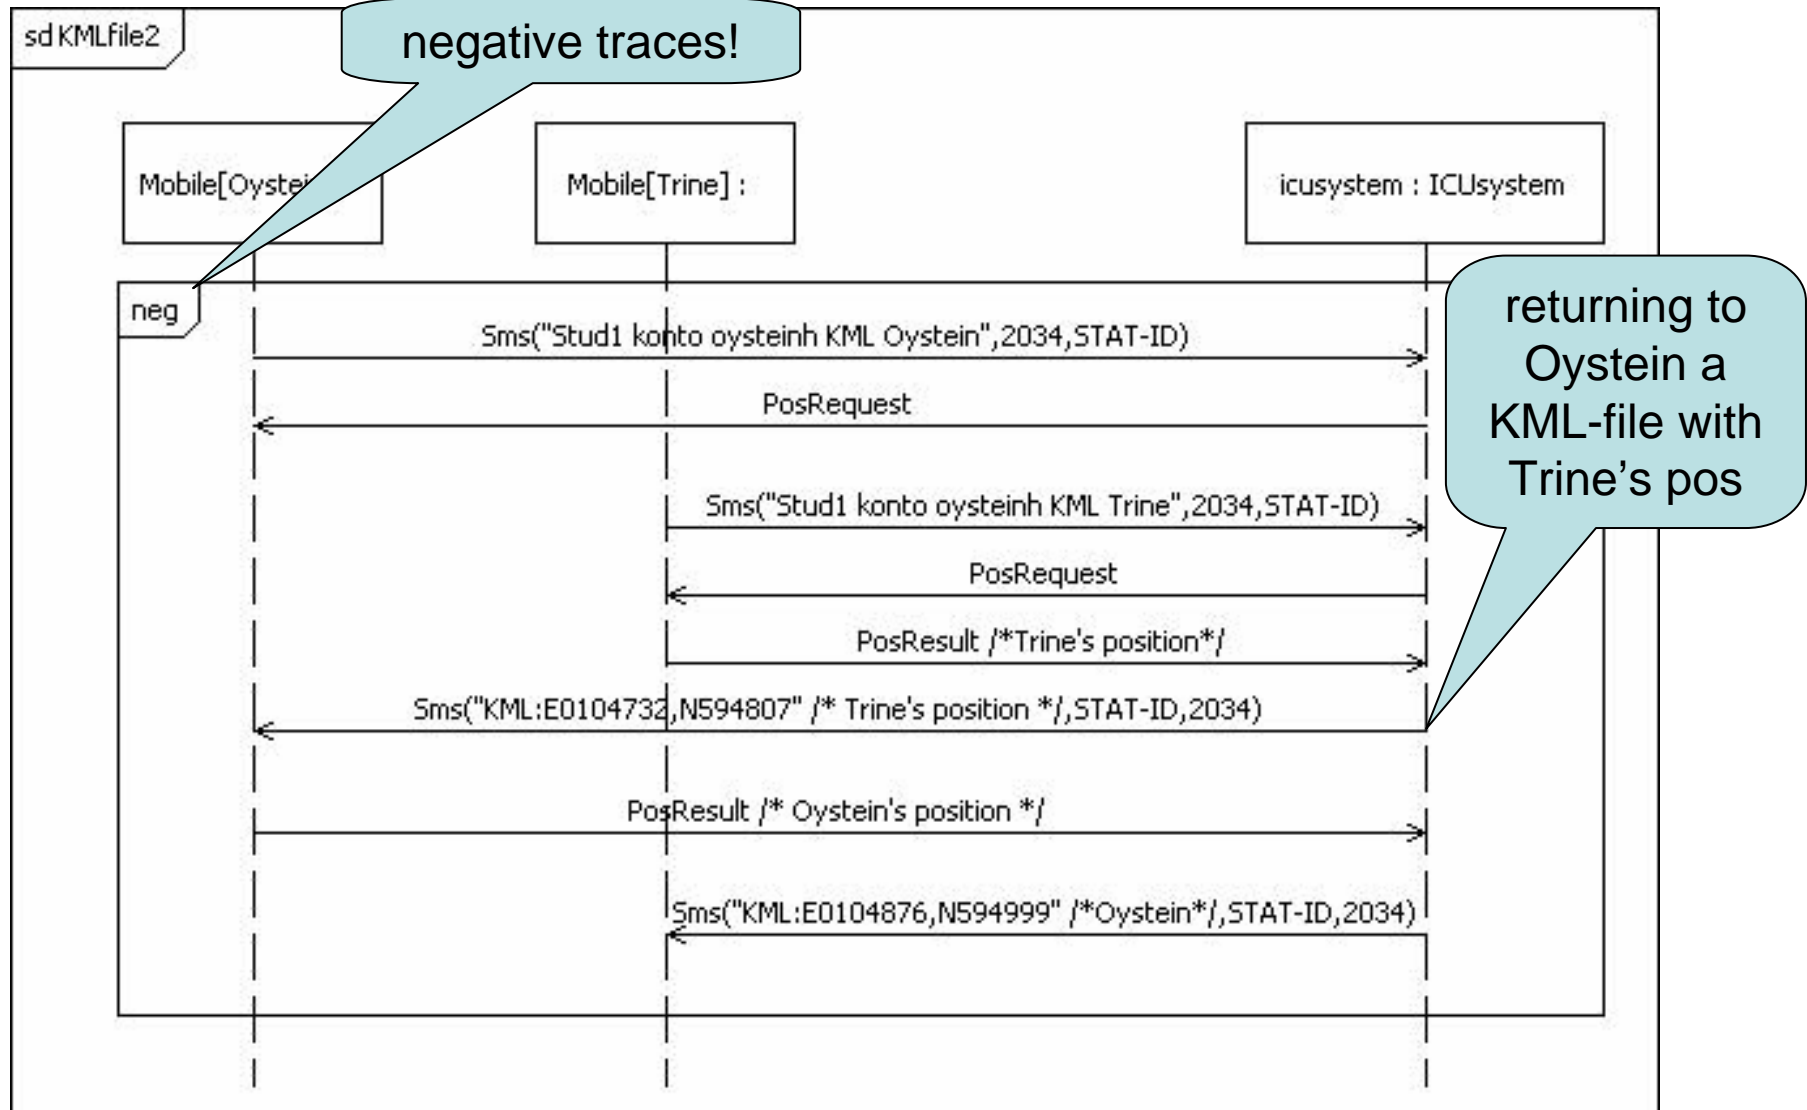 sd KMLfile2
negative traces!
Mobile[Oystei
Mobile[Trine] :
icusystem : ICUsystem
neg
returning to
Oystein a
KML-file with
Trine’s pos
Sms("Stud1 konto oysteinh KML Oystein",2034,STAT-ID)
PosRequest
Sms("Stud1 konto oysteinh KML Trine",2034,STAT-ID)
PosRequest
PosResult /*Trine's position*/
Sms("KML:E0104732,N594807" /* Trine's position */,STAT-ID,2034)
PosResult /* Oystein's position */
Sms("KML:E0104876,N594999" /*Oystein*/,STAT-ID,2034)